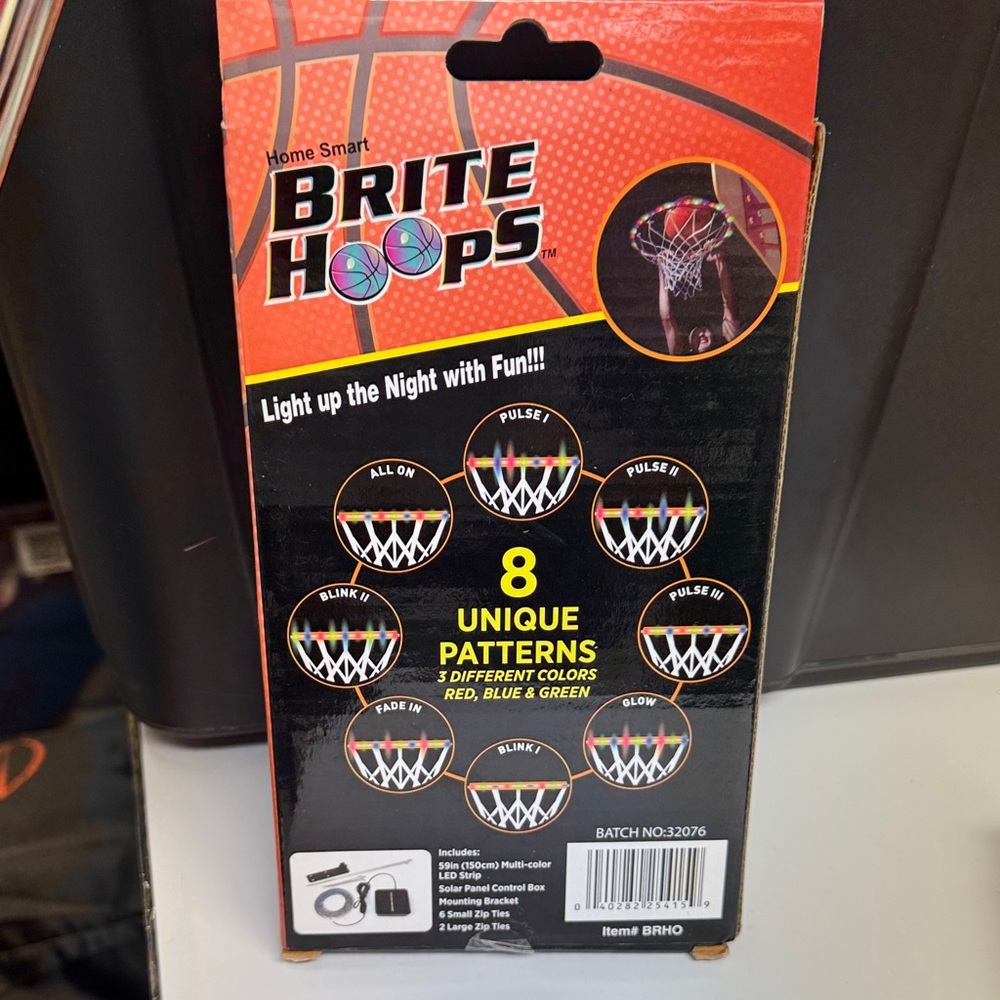 Home Smart
BRITE
HOOPS™
Light up the Night with Fun!!!
PULSE I
ALL ON
PULSE II
BLINK II
PULSE III
8
UNIQUE
PATTERNS
3 DIFFERENT COLORS
RED, BLUE & GREEN
FADE IN
GLOW
BLINK I
BATCH NO:32076
Includes:
59in (150cm) Multi-color
LED Strip
Solar Panel Control Box
Mounting Bracket
6 Small Zip Ties
2 Large Zip Ties
0 40282 25415 9
Item# BRHO